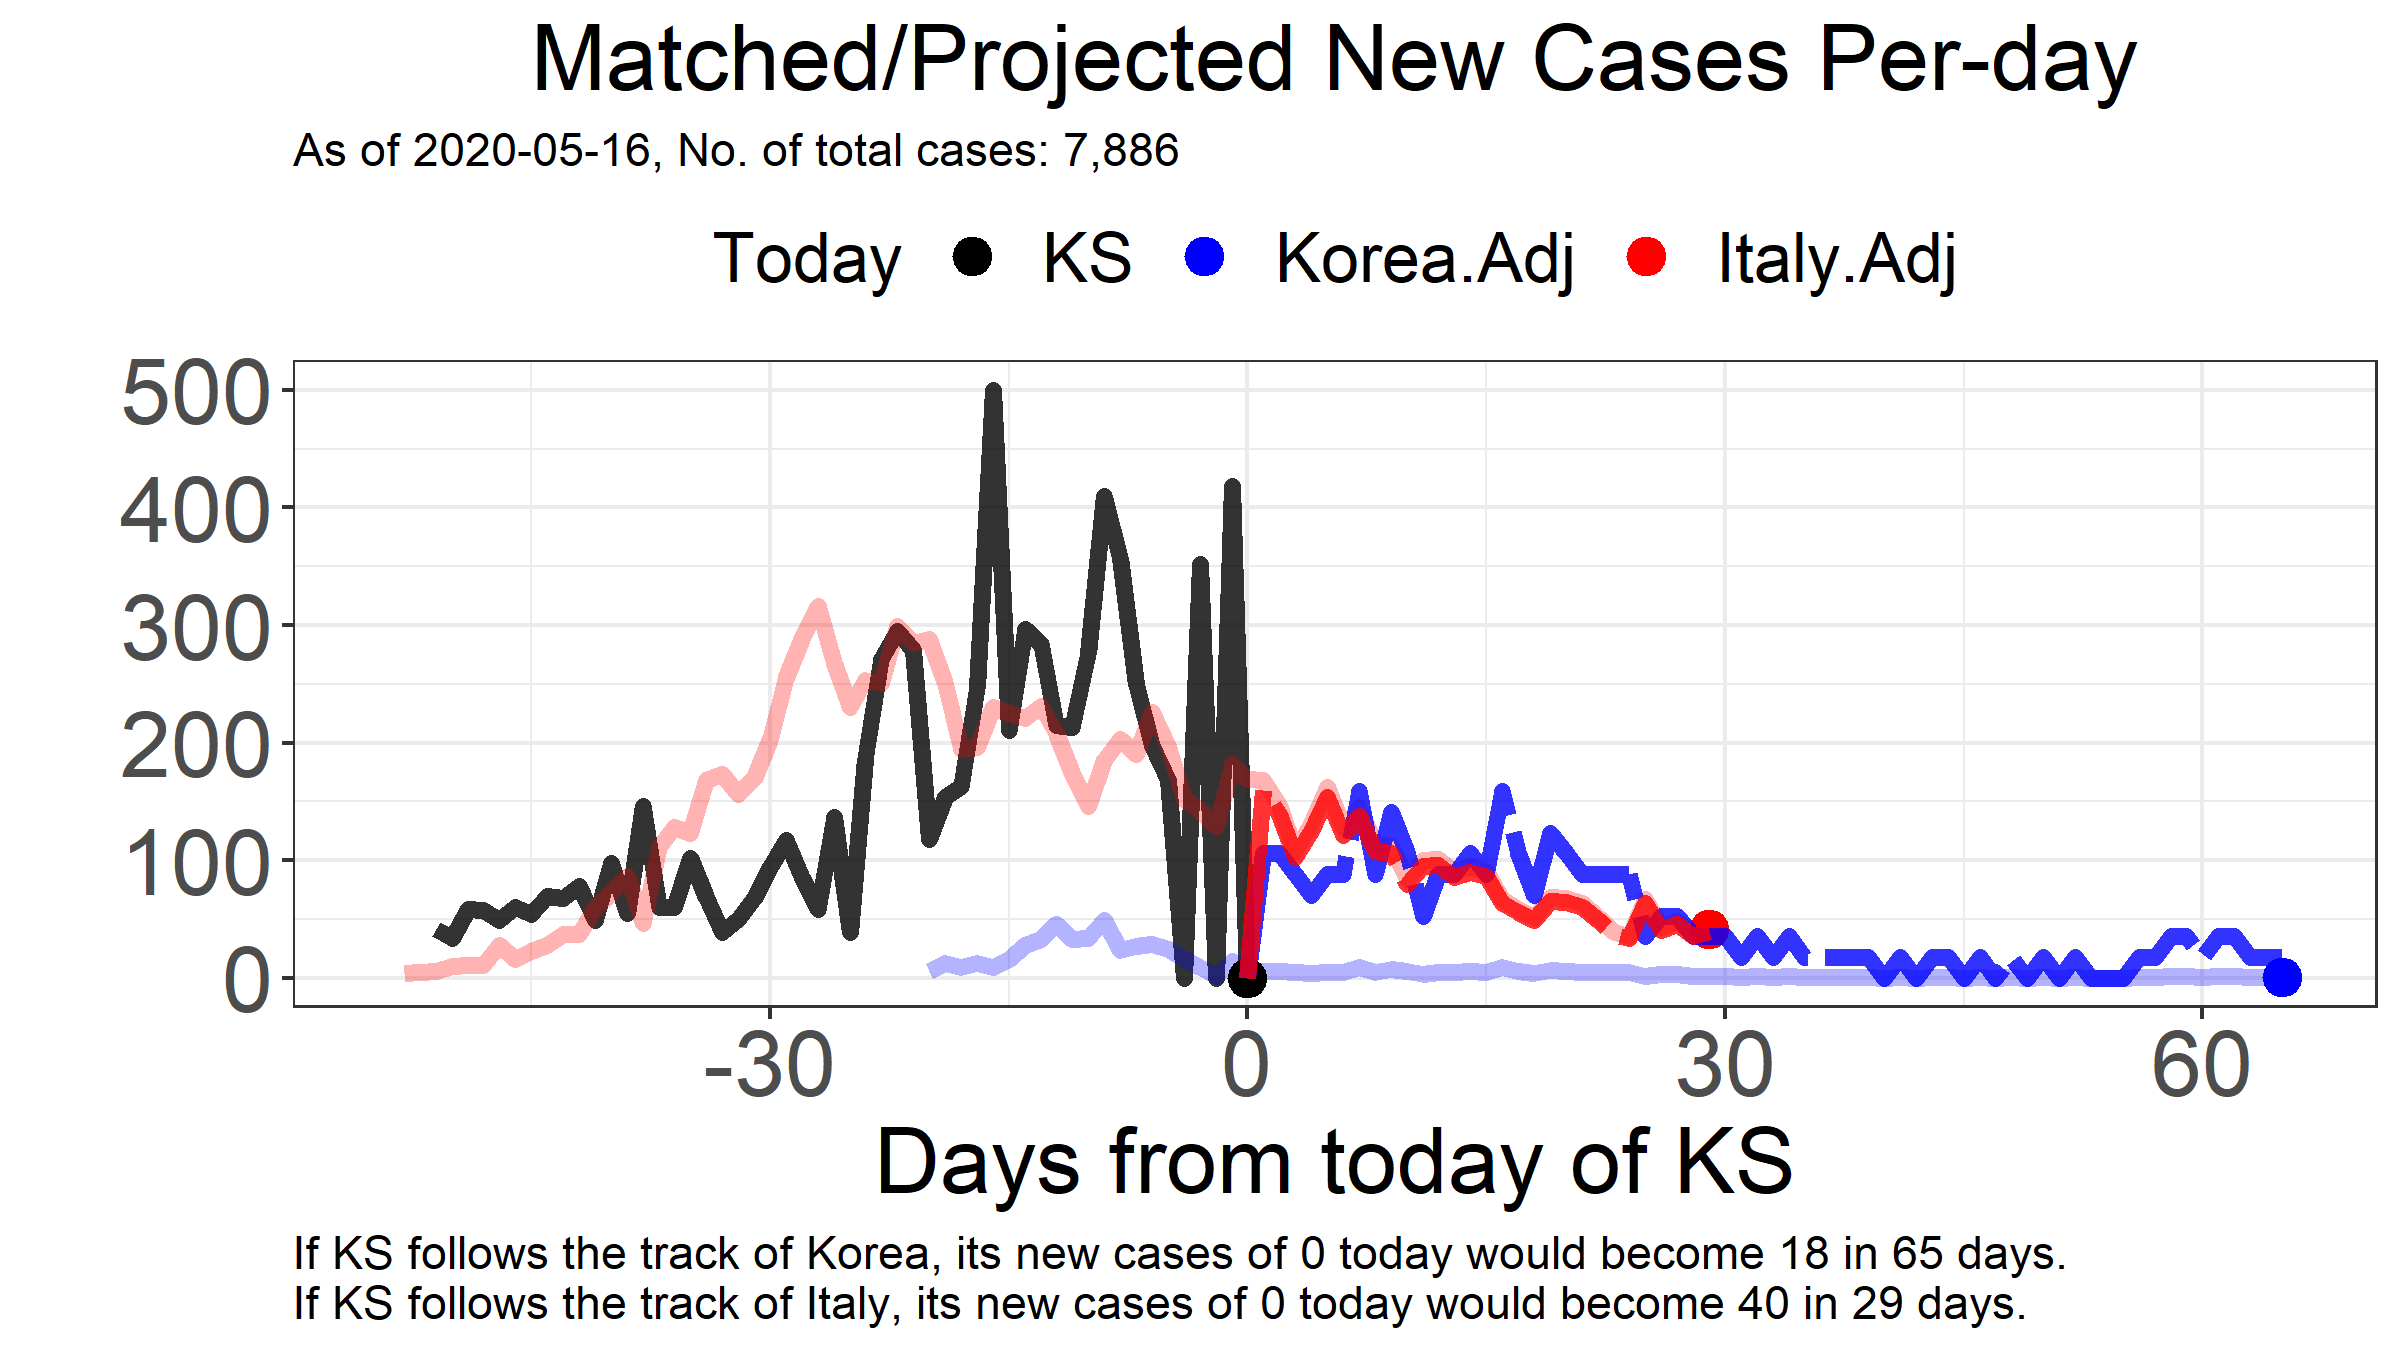 Matched/Projected New Cases Per-day
As of 2020-05-16, No. of total cases: 7,886
Today KS Korea.Adj Italy.Adj
500
400
300
200
100
0
-30 0 30 60
Days from today of KS
If KS follows the track of Korea, its new cases of 0 today would become 18 in 65 days.
If KS follows the track of Italy, its new cases of 0 today would become 40 in 29 days.